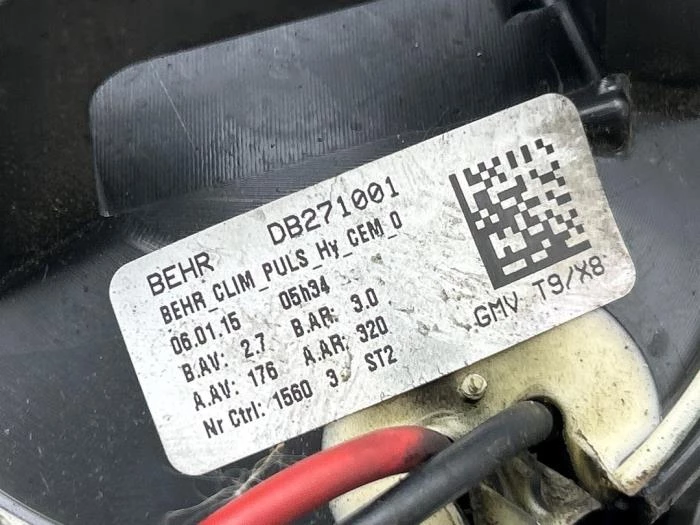 BEHR DB271001
BEHR_CLIM_PULS_Hy_CEM_0
06.01.15 05h34
B.AV: 2.7 B.AR: 3.0
A.AV: 176 A.AR: 320
Nr Ctrl: 1560 3 ST2
GMV T9/X8